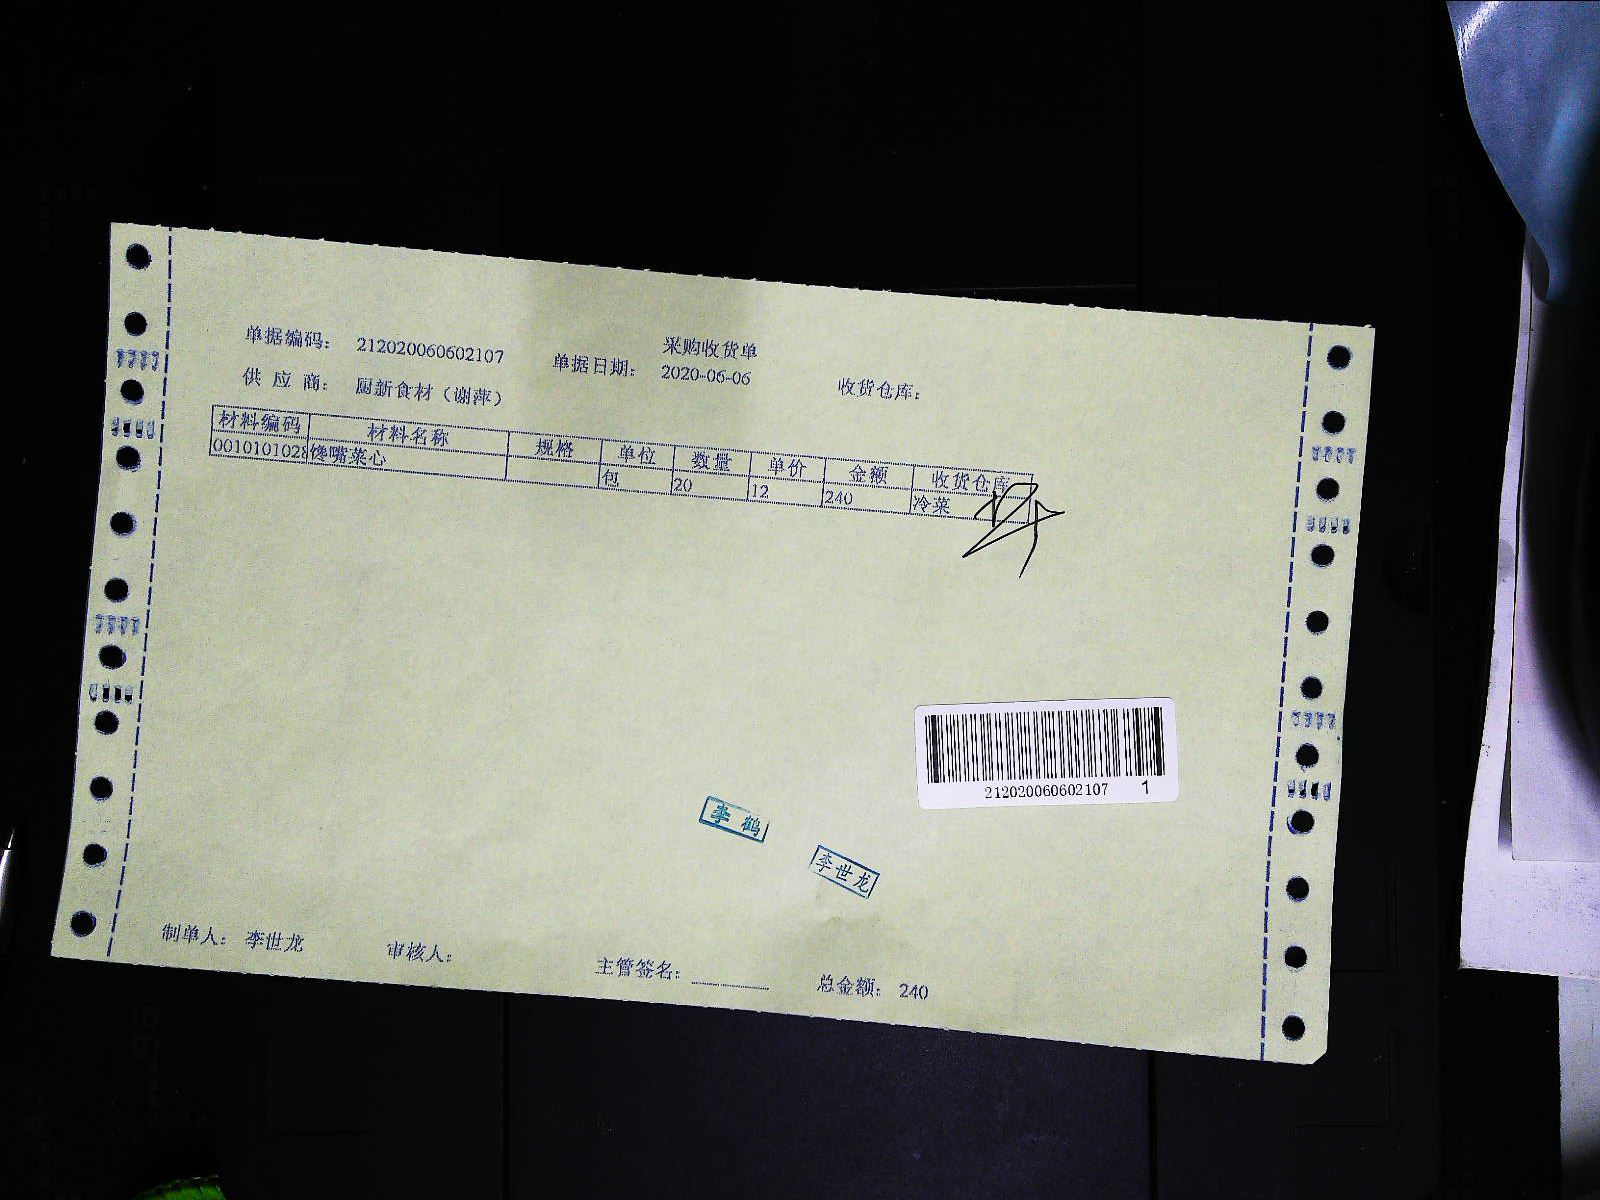 采购收货单
单据编码： 212020060602107 单据日期： 2020-06-06 收货仓库：
供 应 商： 厨新食材（谢萍）
材料编码 材料名称 规格 单位 数量 单价 金额 收货仓库
0010101028 馋嘴菜心 包 20 12 240 冷菜
212020060602107 1
李 鹤
李世龙
制单人： 李世龙 审核人： 主管签名： 总金额： 240